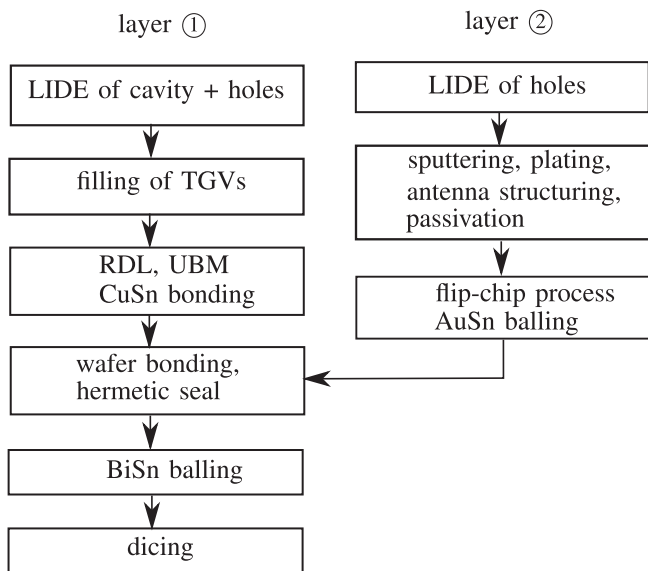 layer ①
LIDE of cavity + holes
filling of TGVs
RDL, UBM
CuSn bonding
wafer bonding,
hermetic seal
BiSn balling
dicing
layer ②
LIDE of holes
sputtering, plating,
antenna structuring,
passivation
flip-chip process
AuSn balling